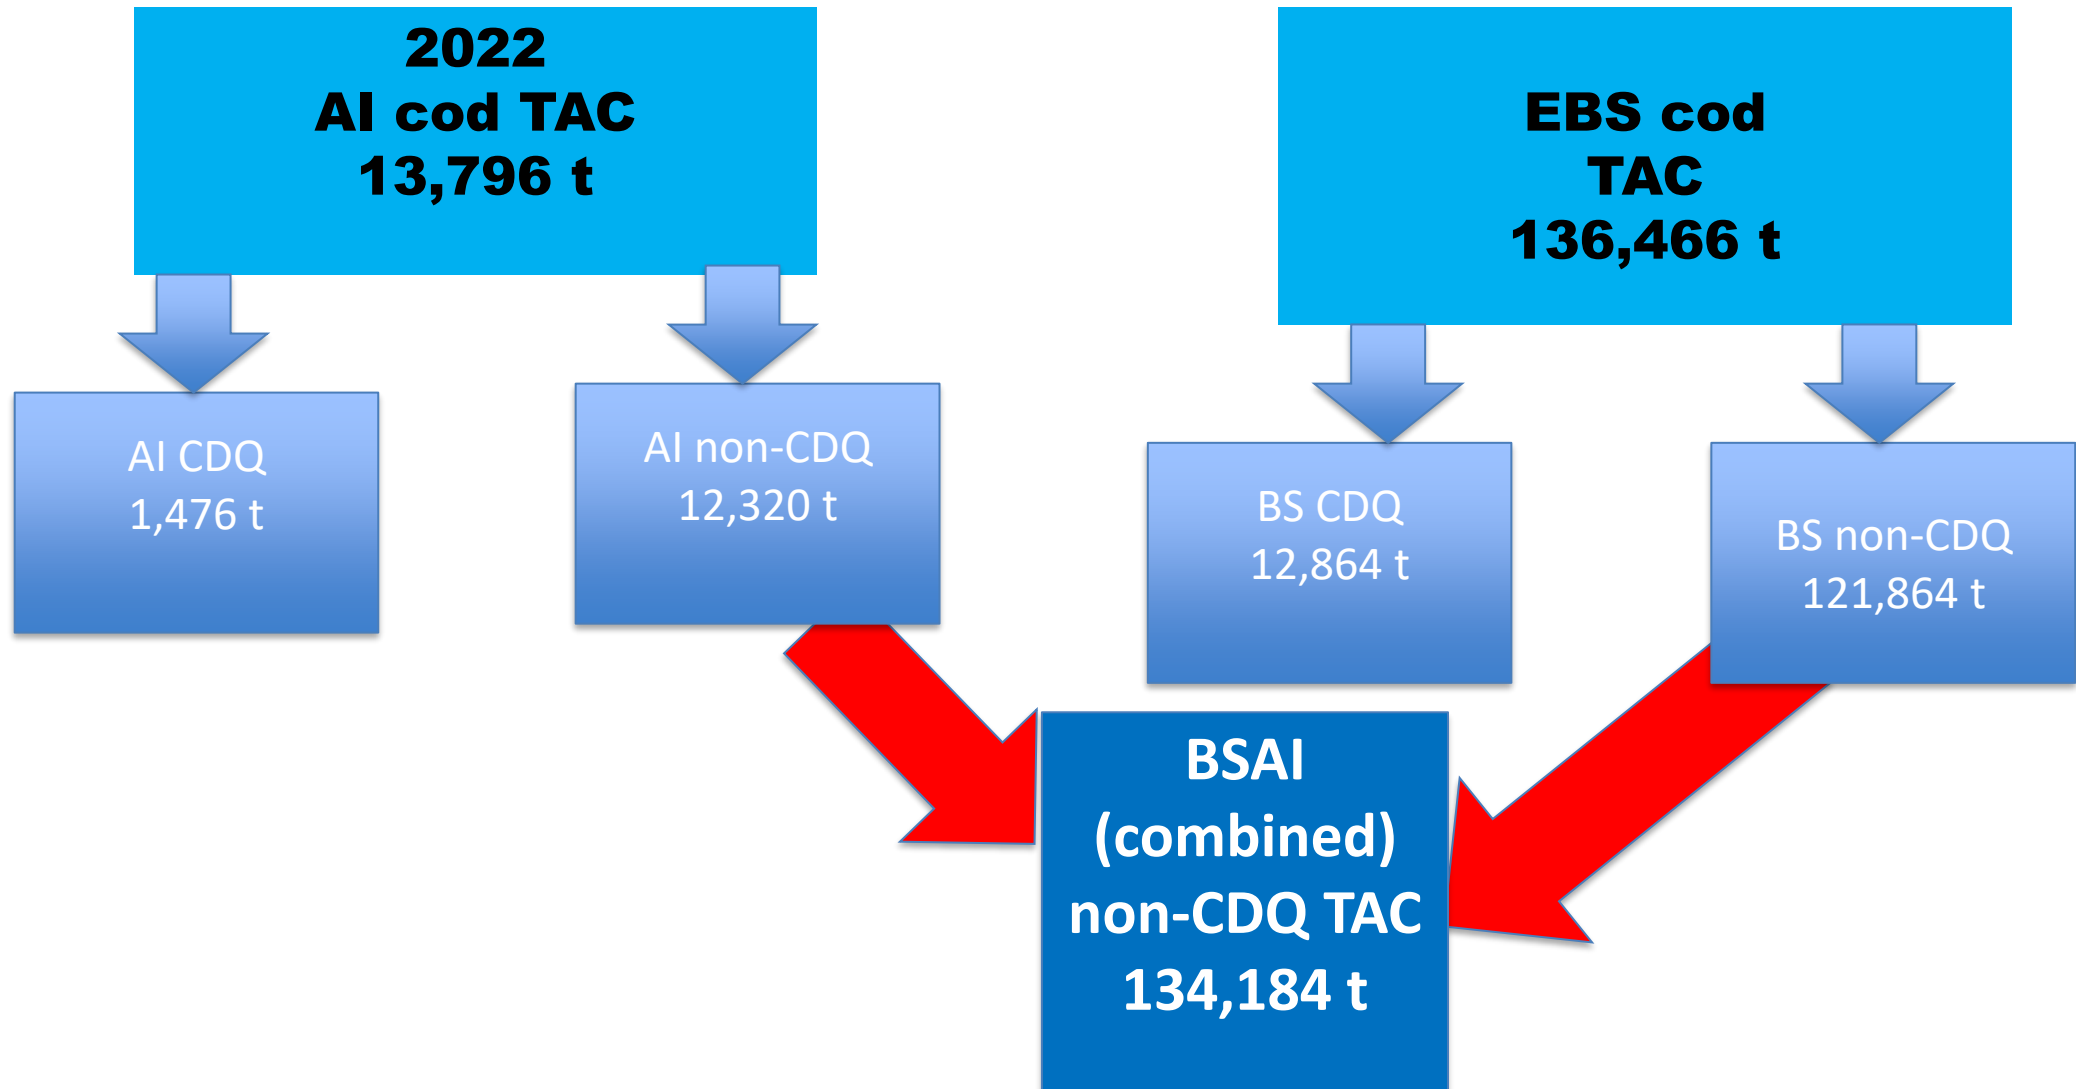 2022
AI cod TAC
13,796 t
EBS cod
TAC
136,466 t
AI CDQ
1,476 t
AI non-CDQ
12,320 t
BS CDQ
12,864 t
BS non-CDQ
121,864 t
BSAI
(combined)
non-CDQ TAC
134,184 t